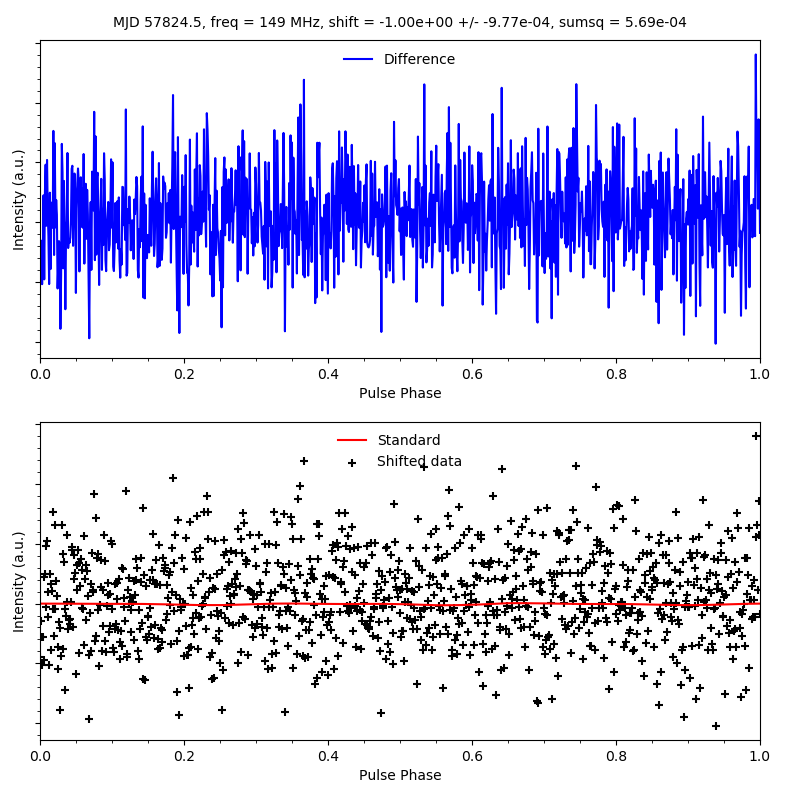 MJD 57824.5, freq = 149 MHz, shift = -1.00e+00 +/- -9.77e-04, sumsq = 5.69e-04
Difference
Intensity (a.u.)
0.0 0.2 0.4 0.6 0.8 1.0
Pulse Phase
Standard
Shifted data
Intensity (a.u.)
0.0 0.2 0.4 0.6 0.8 1.0
Pulse Phase